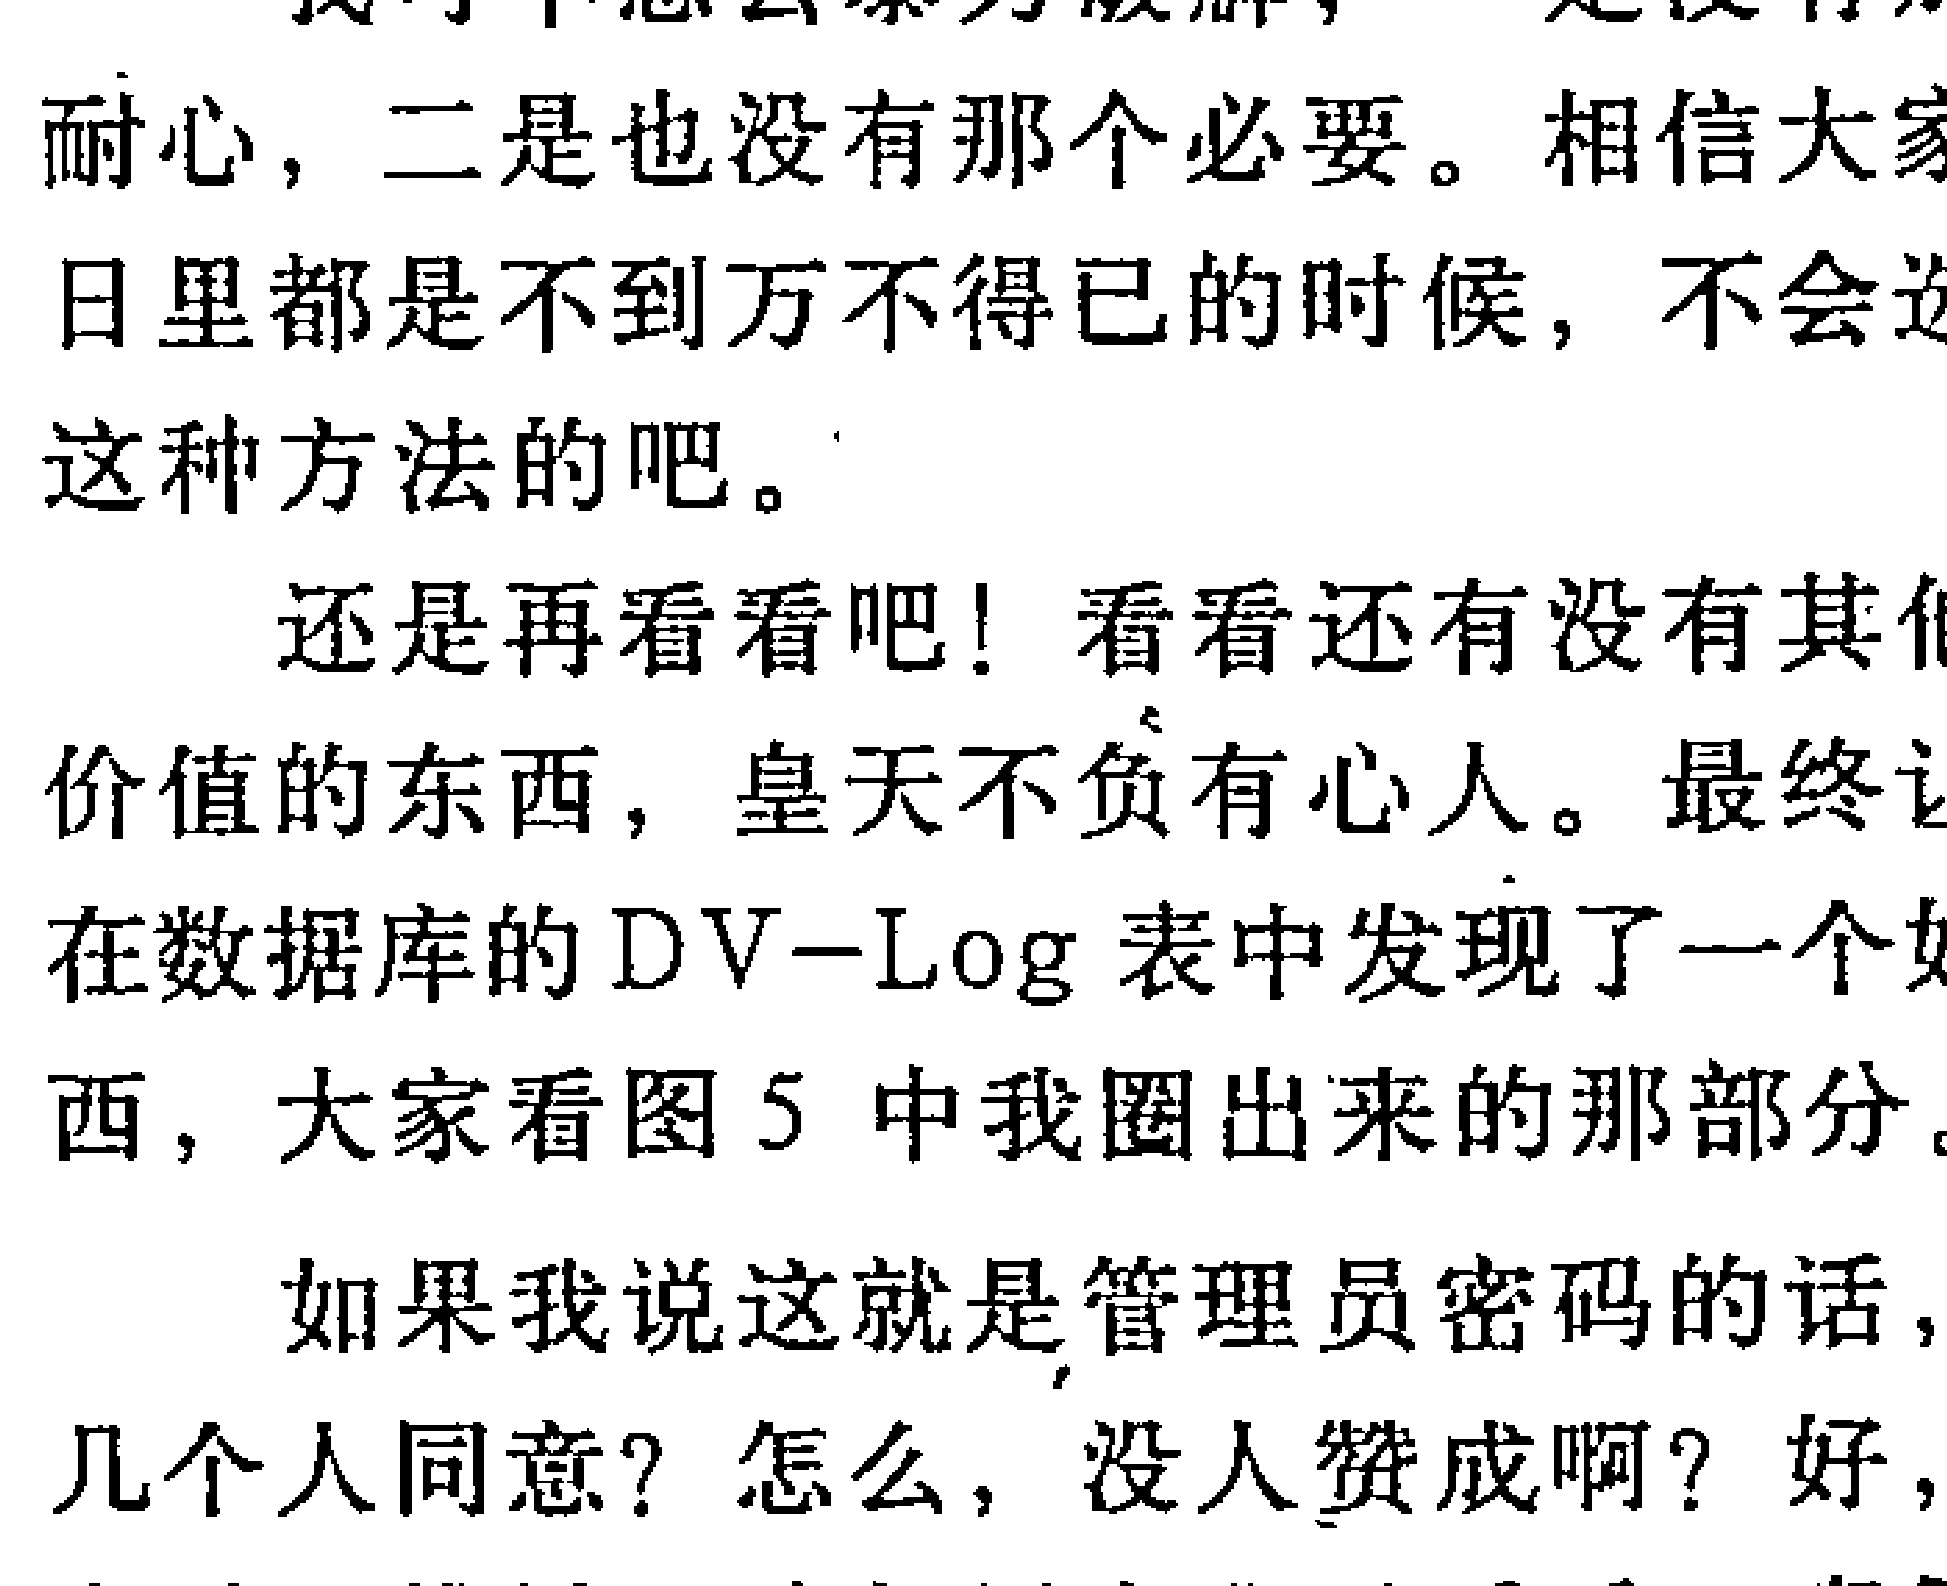 耐心，二是也没有那个必要。相信大家
日里都是不到万不得已的时候，不会
这种方法的吧。
还是再看看吧！看看还有没有其他
价值的东西，皇天不负有心人。最终让
在数据库的DV—Log 表中发现了一个好
西，大家看图 5 中我圈出来的那部分。
如果我说这就是管理员密码的话，
几个人同意？怎么，没人赞成啊？好，